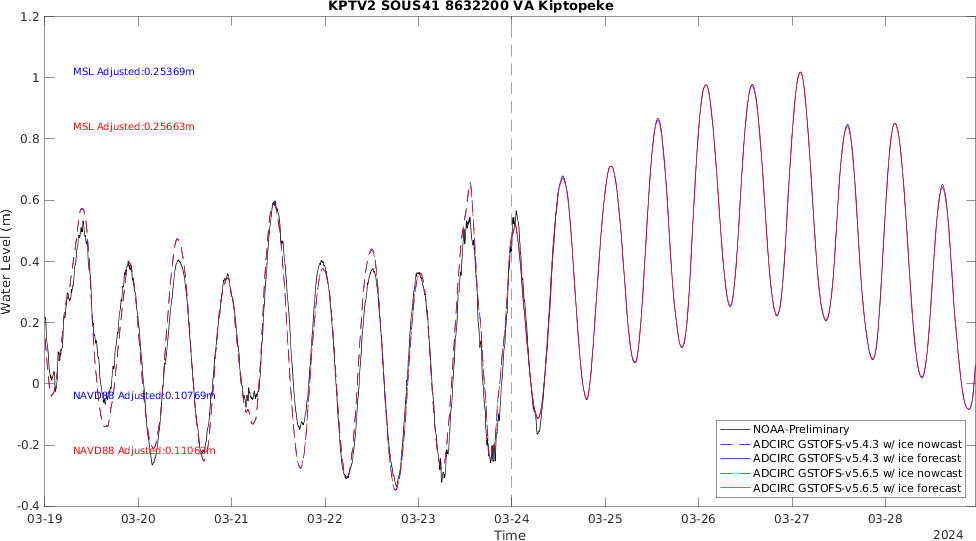 KPTV2 SOUS41 8632200 VA Kiptopeke
1.2
1
0.8
0.6
0.4
0.2
0
-0.2
-0.4
Water Level (m)
MSL Adjusted:0.25369m
MSL Adjusted:0.25663m
NAVD88 Adjusted:0.10769m
NAVD88 Adjusted:0.11063m
NOAA-Preliminary
ADCIRC GSTOFS-v5.4.3 w/ ice nowcast
ADCIRC GSTOFS-v5.4.3 w/ ice forecast
ADCIRC GSTOFS-v5.6.5 w/ ice nowcast
ADCIRC GSTOFS-v5.6.5 w/ ice forecast
03-19 03-20 03-21 03-22 03-23 03-24 03-25 03-26 03-27 03-28
Time
2024